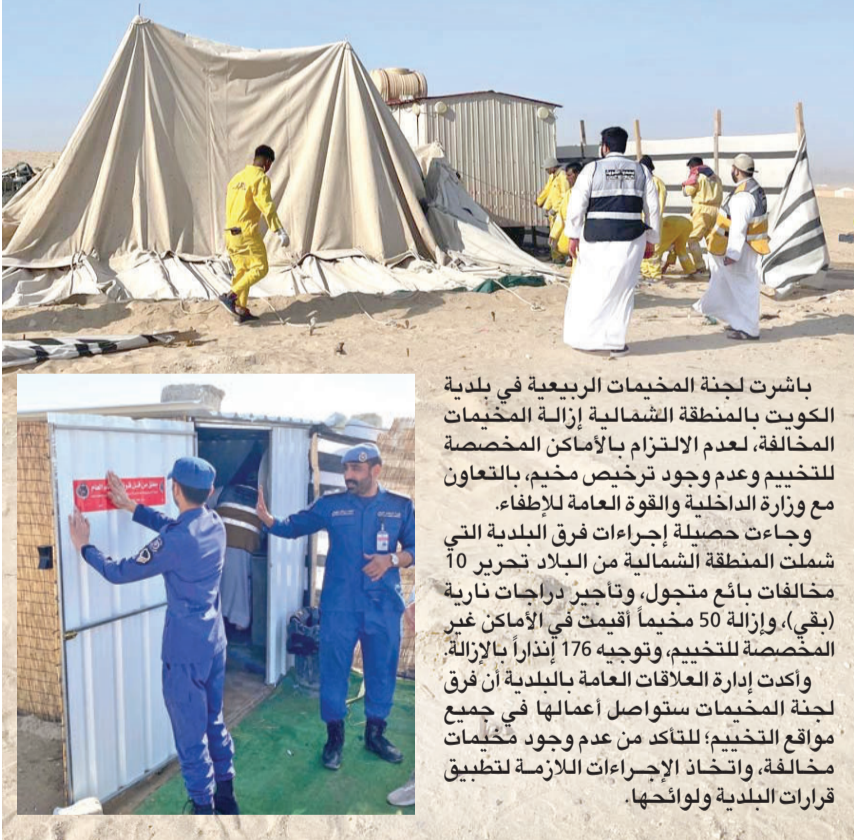 باشرت لجنة المخيمات الربيعية في بلدية
الكويت بالمنطقة الشمالية إزالة المخيمات
المخالفة، لعدم الالتزام بالأماكن المخصصة
للتخييم وعدم وجود ترخيص مخيم، بالتعاون
مع وزارة الداخلية والقوة العامة للإطفاء.
وجاءت حصيلة إجراءات فرق البلدية التي
شملت المنطقة الشمالية من البلاد تحرير 10
مخالفات بائع متجول، وتأجير دراجات نارية
(بقي)، وإزالة 50 مخيماً أقيمت في الأماكن غير
المخصصة للتخييم، وتوجيه 176 إنذاراً بالإزالة.
وأكدت إدارة العلاقات العامة بالبلدية أن فرق
لجنة المخيمات ستواصل أعمالها في جميع
مواقع التخييم؛ للتأكد من عدم وجود مخيمات
مخالفة، واتخاذ الإجراءات اللازمة لتطبيق
قرارات البلدية ولوائحها.
مغلق من قبل